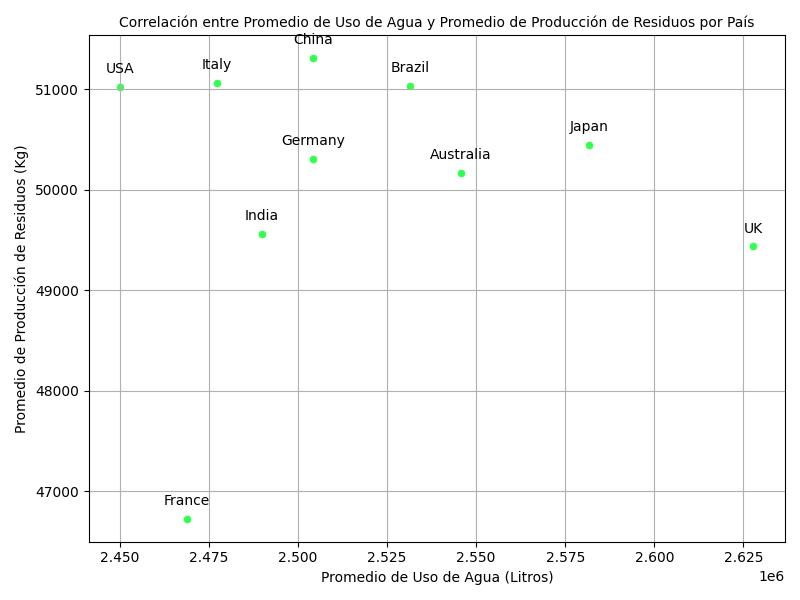 Correlación entre Promedio de Uso de Agua y Promedio de Producción de Residuos por País
China
Italy
USA
Brazil
51000
Japan
Germany
Australia
50000
India
UK
49000
48000
47000
France
Promedio de Producción de Residuos (Kg)
2.450 2.475 2.500 2.525 2.550 2.575 2.600 2.625
1e6
Promedio de Uso de Agua (Litros)